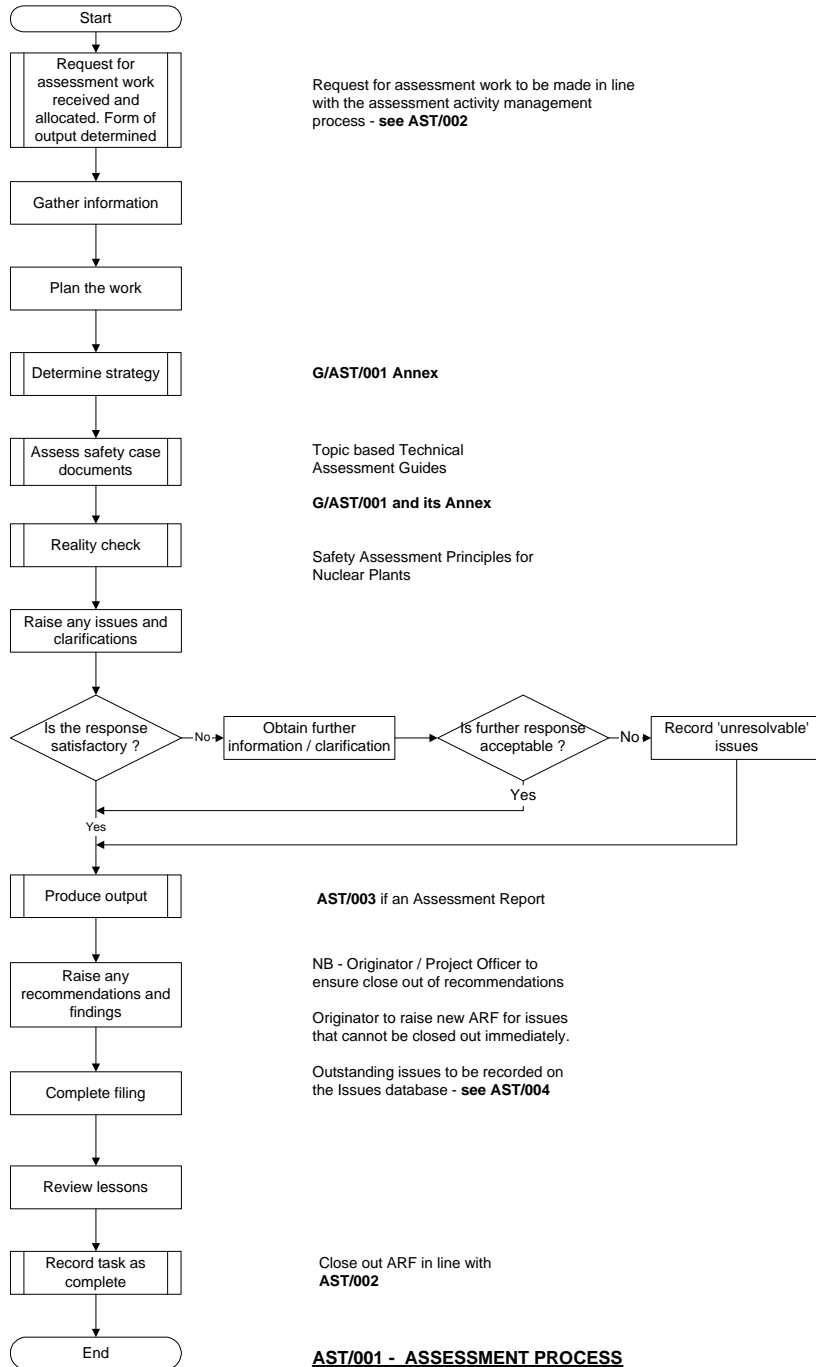 Start
Request for
assessment work
received and
allocated. Form of
output determined
Request for assessment work to be made in line
with the assessment activity management
process - see AST/002
Gather information
Plan the work
Determine strategy
G/AST/001 Annex
Assess safety case
documents
Topic based Technical
Assessment Guides
G/AST/001 and its Annex
Reality check
Safety Assessment Principles for
Nuclear Plants
Raise any issues and
clarifications
Is the response
satisfactory ?
No
Obtain further
information / clarification
Is further response
acceptable ?
No
Record 'unresolvable'
issues
Yes
Yes
Produce output
AST/003 if an Assessment Report
Raise any
recommendations and
findings
NB - Originator / Project Officer to
ensure close out of recommendations
Originator to raise new ARF for issues
that cannot be closed out immediately.
Outstanding issues to be recorded on
the Issues database - see AST/004
Complete filing
Review lessons
Record task as
complete
Close out ARF in line with
AST/002
End
AST/001 - ASSESSMENT PROCESS